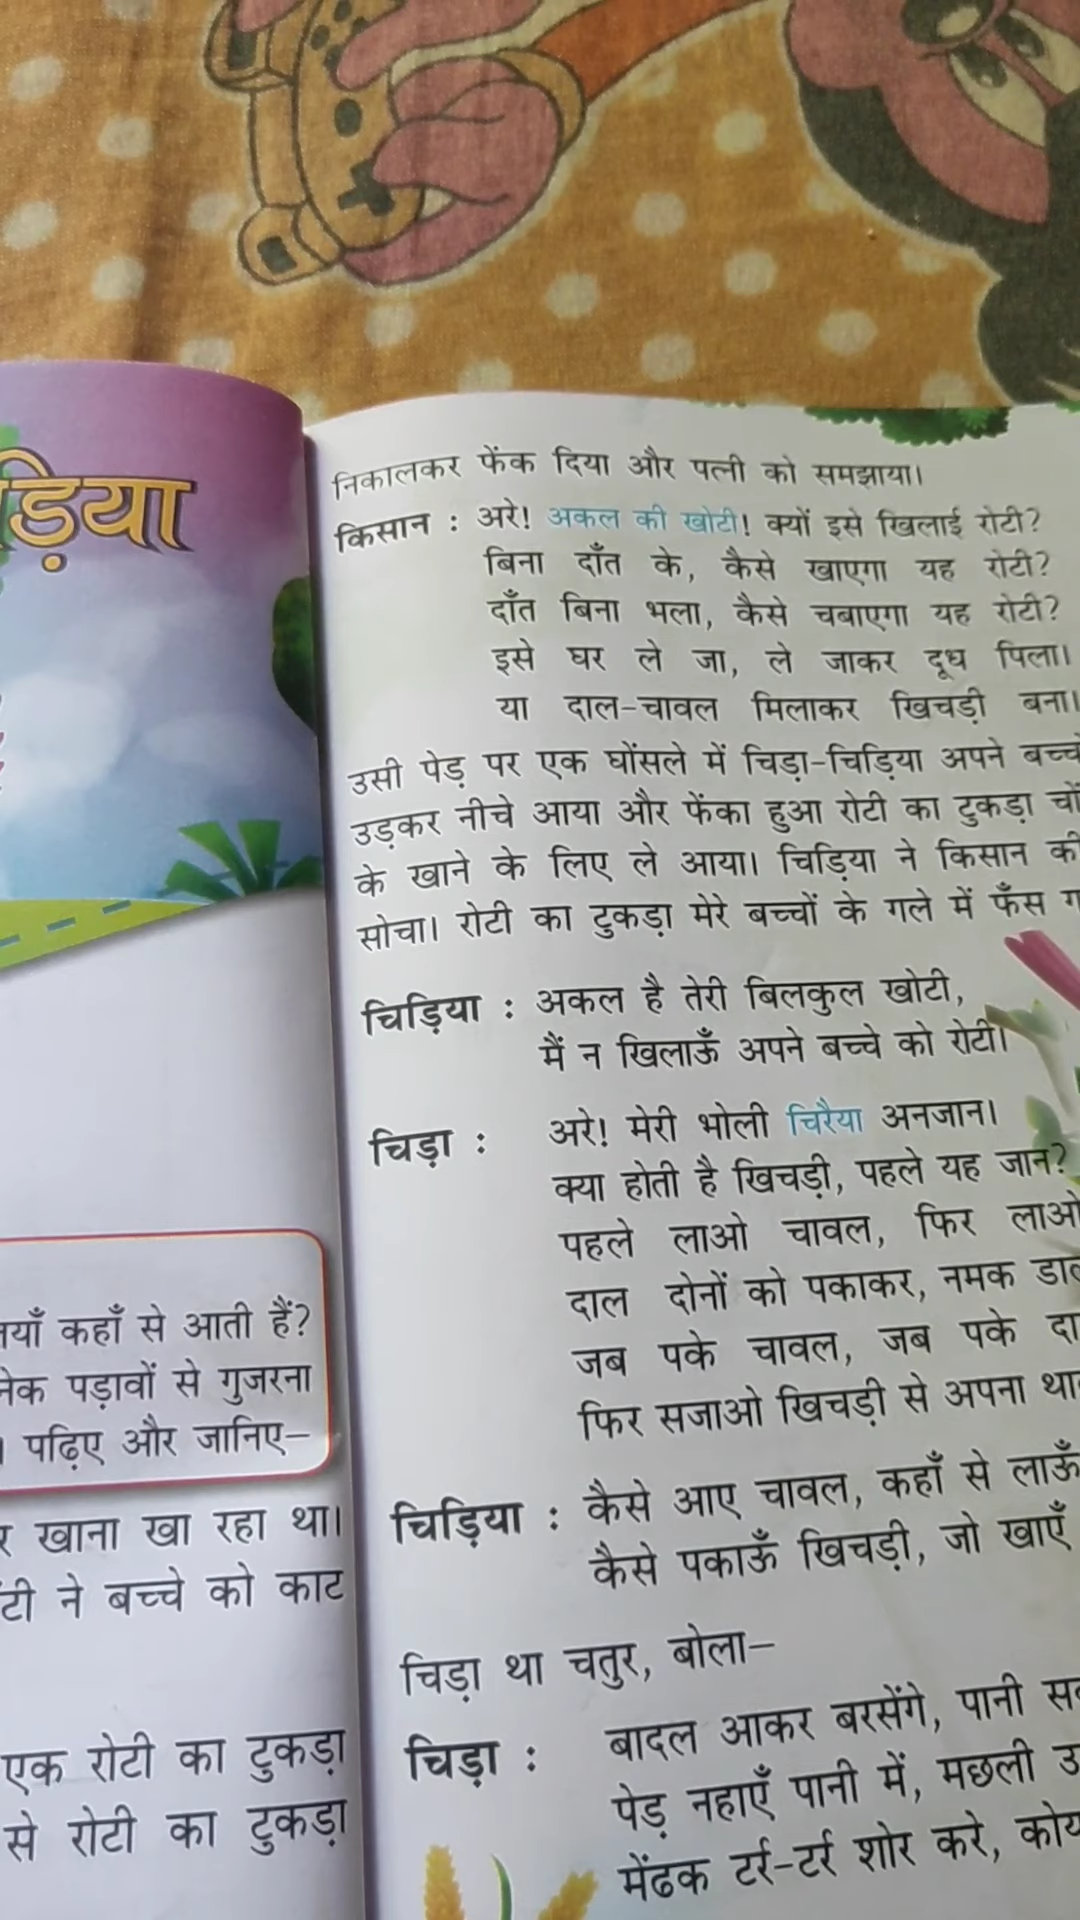 निकालकर फेंक दिया और पत्नी को समझाया।
किसान : अरे! अकल की खोटी! क्यों इसे खिलाई रोटी?
बिना दाँत के, कैसे खाएगा यह रोटी?
दाँत बिना भला, कैसे चबाएगा यह रोटी?
इसे घर ले जा, ले जाकर दूध पिला।
या दाल-चावल मिलाकर खिचड़ी बना।
उसी पेड़ पर एक घोंसले में चिड़ा-चिड़िया अपने
उड़कर नीचे आया और फेंका हुआ रोटी का टुकड़ा
के खाने के लिए ले आया। चिड़िया ने किसान की
सोचा। रोटी का टुकड़ा मेरे बच्चों के गले में फँस
चिड़िया : अकल है तेरी बिलकुल खोटी,
मैं न खिलाऊँ अपने बच्चे को रोटी।
चिड़ा : अरे! मेरी भोली चिरैया अनजान।
क्या होती है खिचड़ी, पहले यह जान?
पहले लाओ चावल, फिर लाओ
दाल दोनों को पकाकर, नमक
जब पके चावल, जब पके
फिर सजाओ खिचड़ी से अपना
चिड़िया : कैसे आए चावल, कहाँ से लाऊँ
कैसे पकाऊँ खिचड़ी, जो खाएँ
चिड़ा था चतुर, बोला–
चिड़ा : बादल आकर बरसेंगे, पानी
पेड़ नहाएँ पानी में, मछली
मेंढक टर्र-टर्र शोर करे,
ड़िया
कहाँ से आती हैं?
पड़ावों से गुजरना
पढ़िए और जानिए–
खाना खा रहा था।
ने बच्चे को काट
एक रोटी का टुकड़ा
से रोटी का टुकड़ा